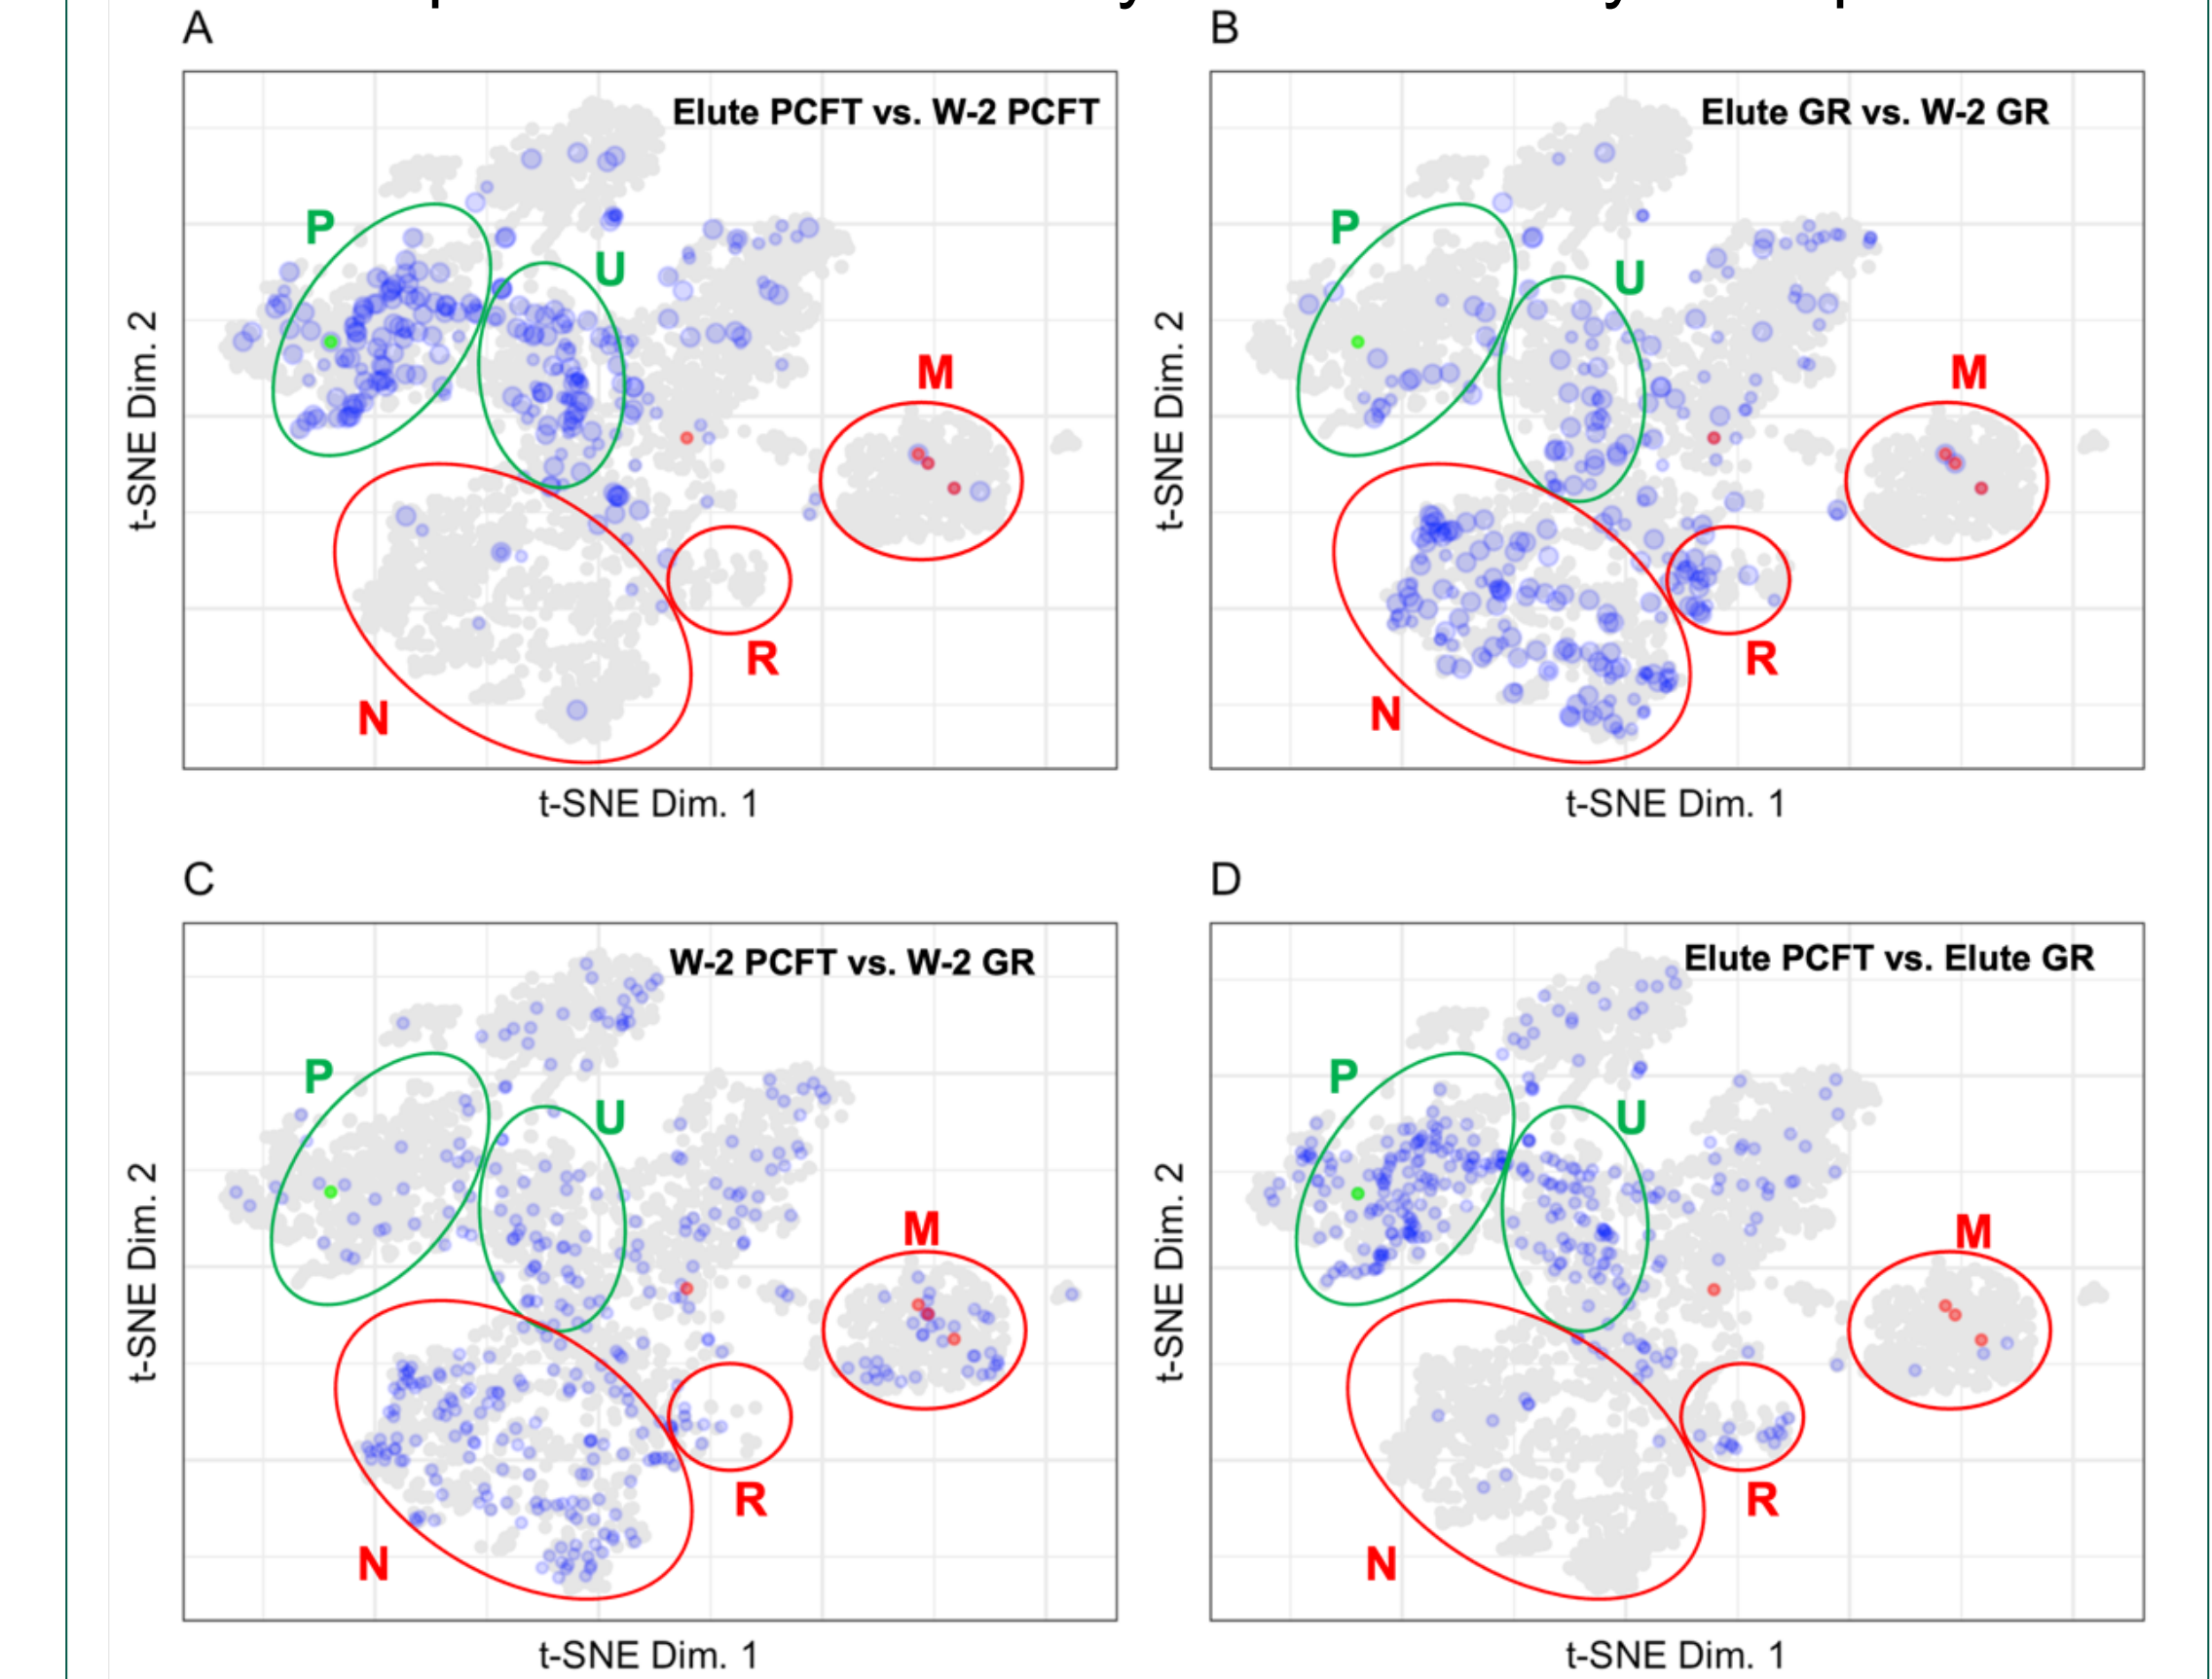 A
B
Elute PCFT vs. W-2 PCFT
Elute GR vs. W-2 GR
P
U
M
N
R
P
U
M
N
R
t-SNE Dim. 2
t-SNE Dim. 2
t-SNE Dim. 1
t-SNE Dim. 1
C
D
W-2 PCFT vs. W-2 GR
Elute PCFT vs. Elute GR
P
U
M
N
R
P
U
M
N
R
t-SNE Dim. 2
t-SNE Dim. 2
t-SNE Dim. 1
t-SNE Dim. 1